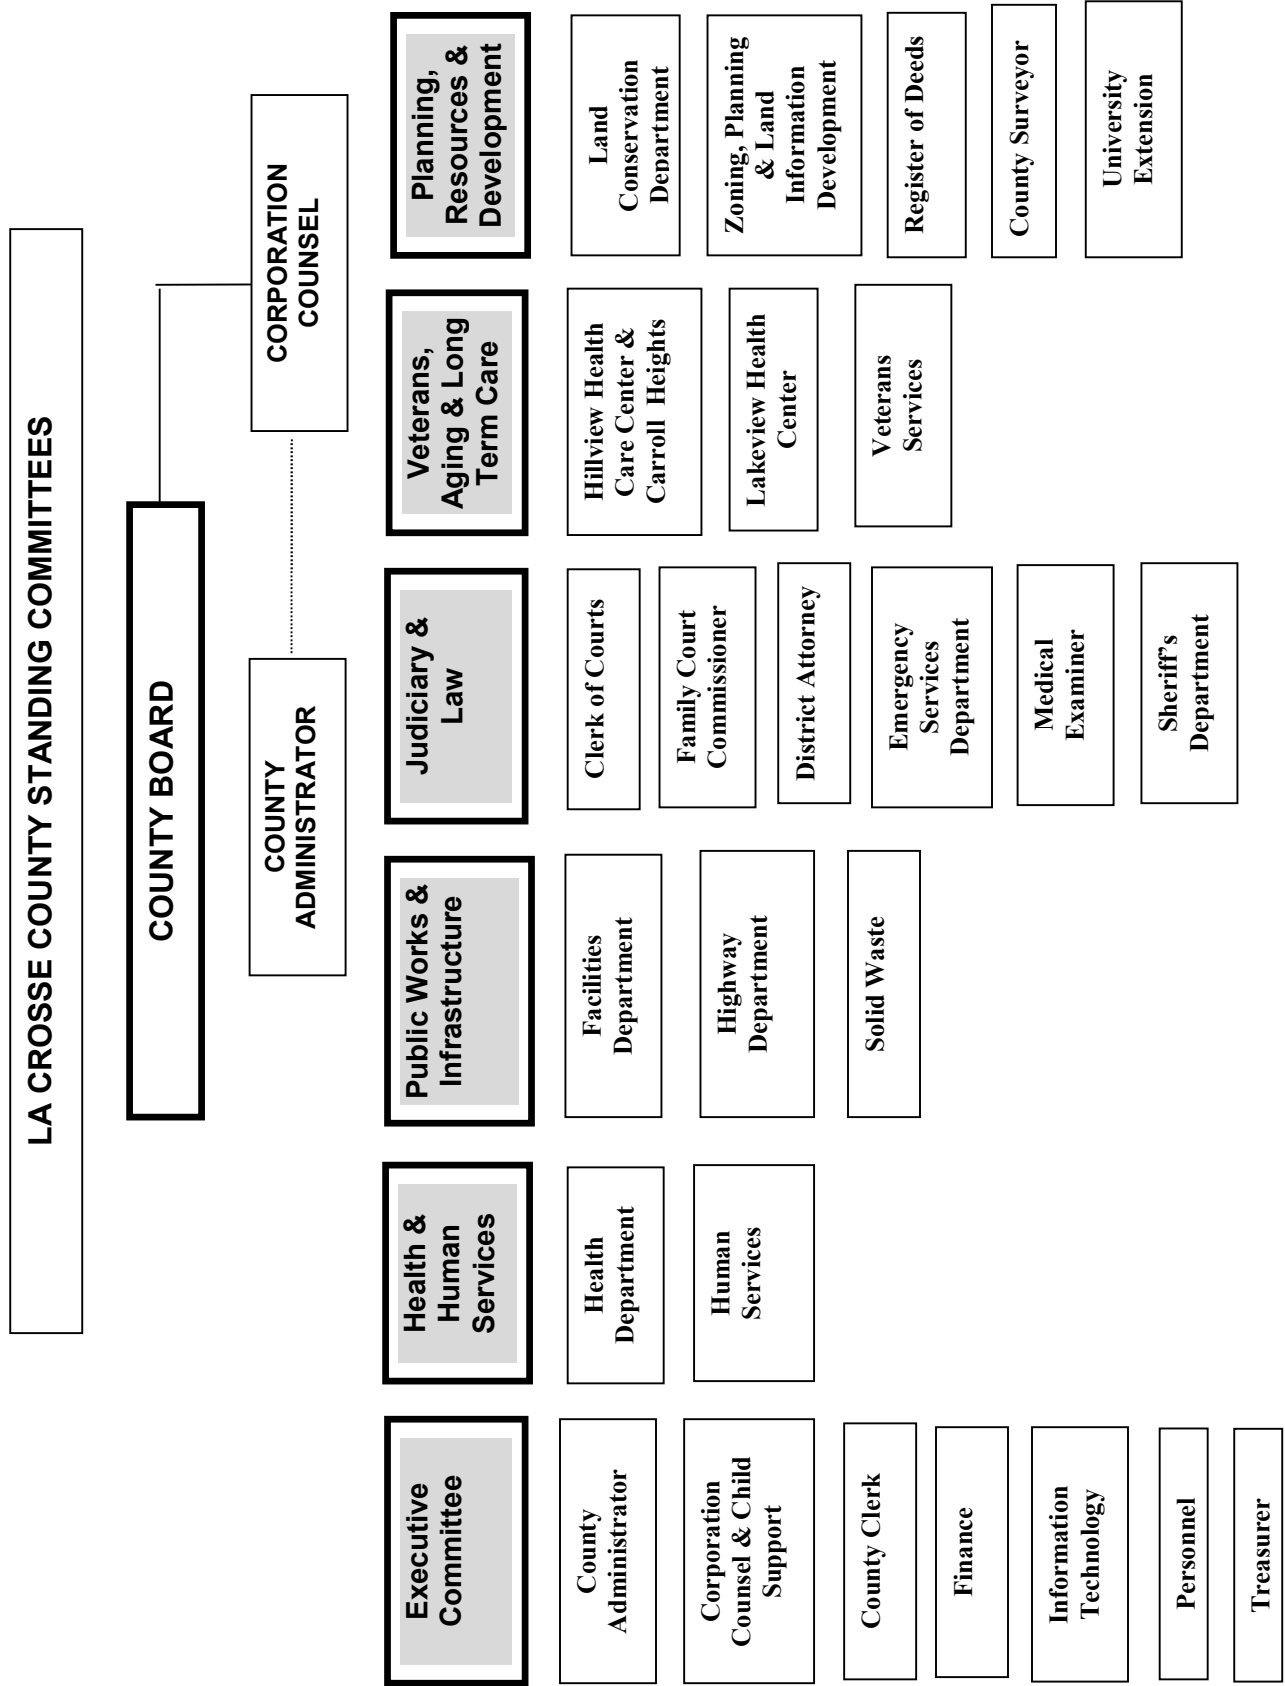 LA CROSSE COUNTY STANDING COMMITTEES
COUNTY BOARD
COUNTY
ADMINISTRATOR
CORPORATION
COUNSEL
Executive
Committee
County
Administrator
Corporation
Counsel & Child
Support
County Clerk
Finance
Information
Technology
Personnel
Treasurer
Health &
Human
Services
Health
Department
Human
Services
Public Works &
Infrastructure
Facilities
Department
Highway
Department
Solid Waste
Judiciary &
Law
Clerk of Courts
Family Court
Commissioner
District Attorney
Emergency
Services
Department
Medical
Examiner
Sheriff's
Department
Veterans,
Aging & Long
Term Care
Hillview Health
Care Center &
Carroll Heights
Lakeview Health
Center
Veterans
Services
Planning,
Resources &
Development
Land
Conservation
Department
Zoning, Planning
& Land
Information
Development
Register of Deeds
County Surveyor
University
Extension